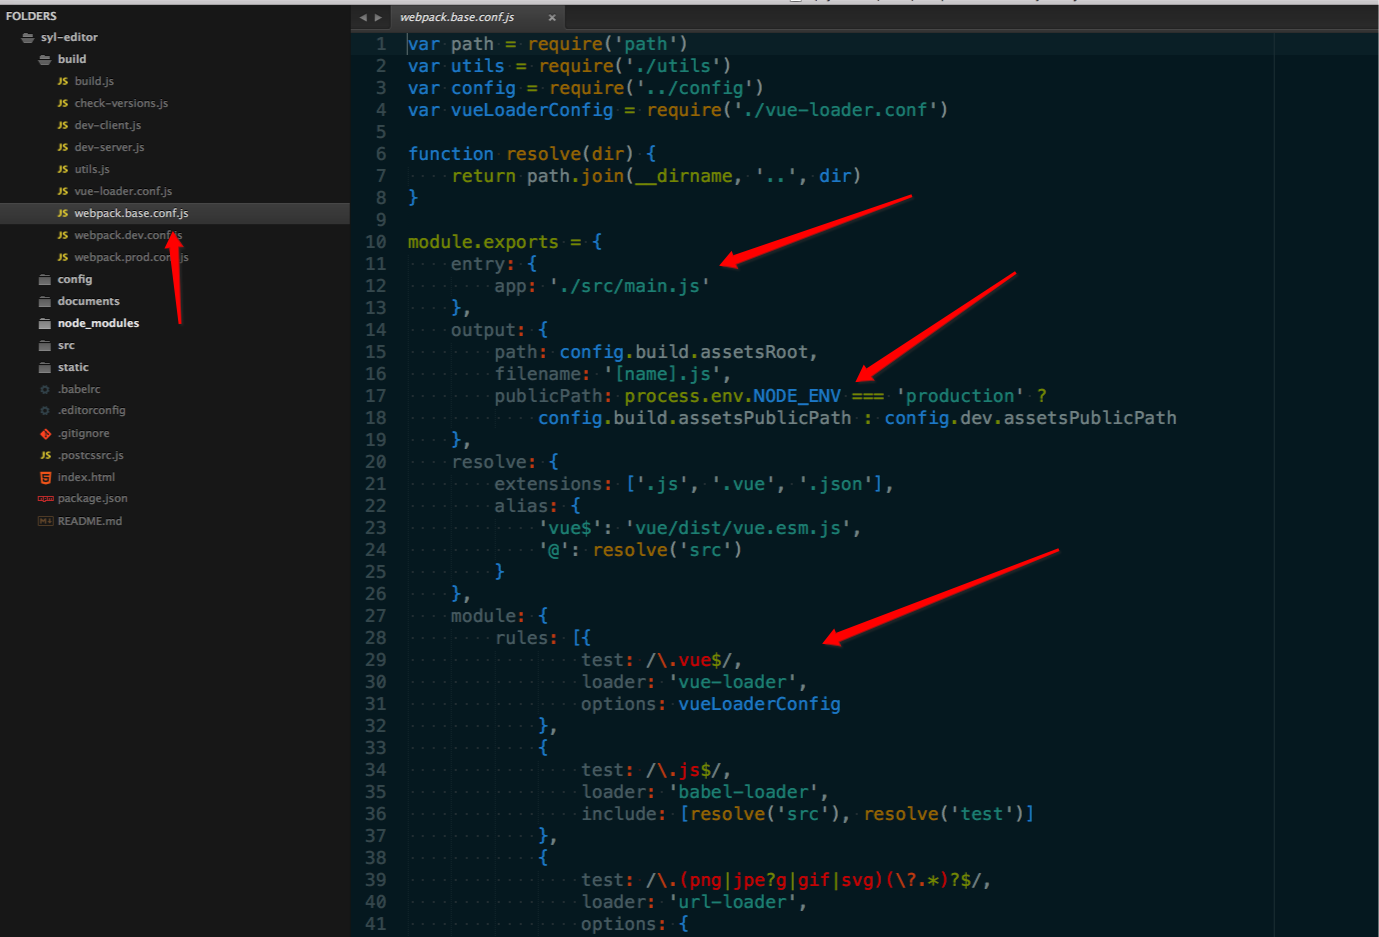 FOLDERS
syl-editor
build
JS build.js
JS check-versions.js
JS dev-client.js
JS dev-server.js
JS utils.js
JS vue-loader.conf.js
JS webpack.base.conf.js
JS webpack.dev.conf.js
JS webpack.prod.conf.js
config
documents
node_modules
src
static
.babelrc
.editorconfig
.gitignore
JS .postcssrc.js
index.html
package.json
README.md
webpack.base.conf.js ×
1 var path = require('path')
2 var utils = require('./utils')
3 var config = require('../config')
4 var vueLoaderConfig = require('./vue-loader.conf')
5
6 function resolve(dir) {
7 return path.join(__dirname, '..', dir)
8 }
9
10 module.exports = {
11 entry: {
12 app: './src/main.js'
13 },
14 output: {
15 path: config.build.assetsRoot,
16 filename: '[name].js',
17 publicPath: process.env.NODE_ENV === 'production' ?
18 config.build.assetsPublicPath : config.dev.assetsPublicPath
19 },
20 resolve: {
21 extensions: ['.js', '.vue', '.json'],
22 alias: {
23 'vue$': 'vue/dist/vue.esm.js',
24 '@': resolve('src')
25 }
26 },
27 module: {
28 rules: [{
29 test: /\.vue$/,
30 loader: 'vue-loader',
31 options: vueLoaderConfig
32 },
33 {
34 test: /\.js$/,
35 loader: 'babel-loader',
36 include: [resolve('src'), resolve('test')]
37 },
38 {
39 test: /\.(png|jpe?g|gif|svg)(\?.*)?$/,
40 loader: 'url-loader',
41 options: {